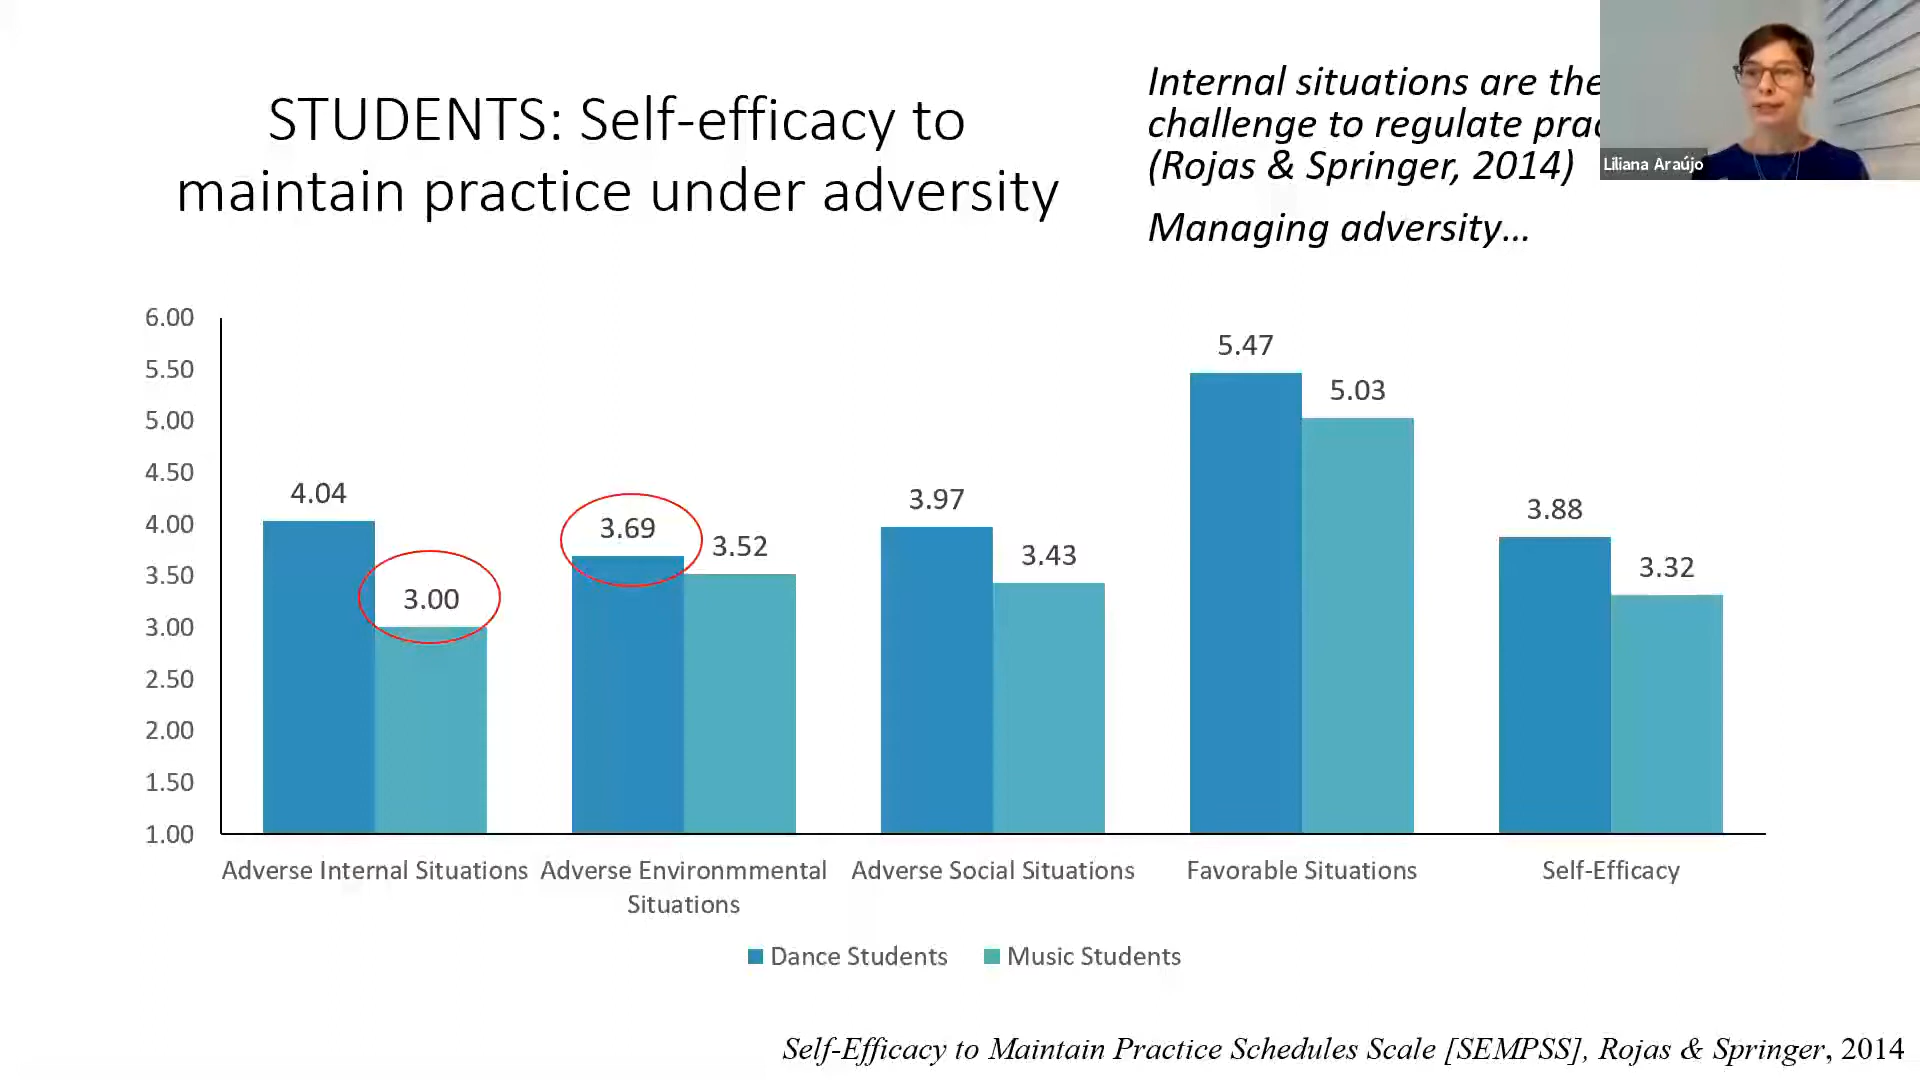 STUDENTS: Self-efficacy to
maintain practice under adversity
Internal situations are the
challenge to regulate
(Rojas & Springer, 2014)
Managing adversity...
Liliana Araújo
6.00
5.50
5.00
4.50
4.00
3.50
3.00
2.50
2.00
1.50
1.00
4.04
3.00
3.69
3.52
3.97
3.43
5.47
5.03
3.88
3.32
Adverse Internal Situations
Adverse Environmmental
Situations
Adverse Social Situations
Favorable Situations
Self-Efficacy
Dance Students
Music Students
Self-Efficacy to Maintain Practice Schedules Scale [SEMPSS], Rojas & Springer, 2014